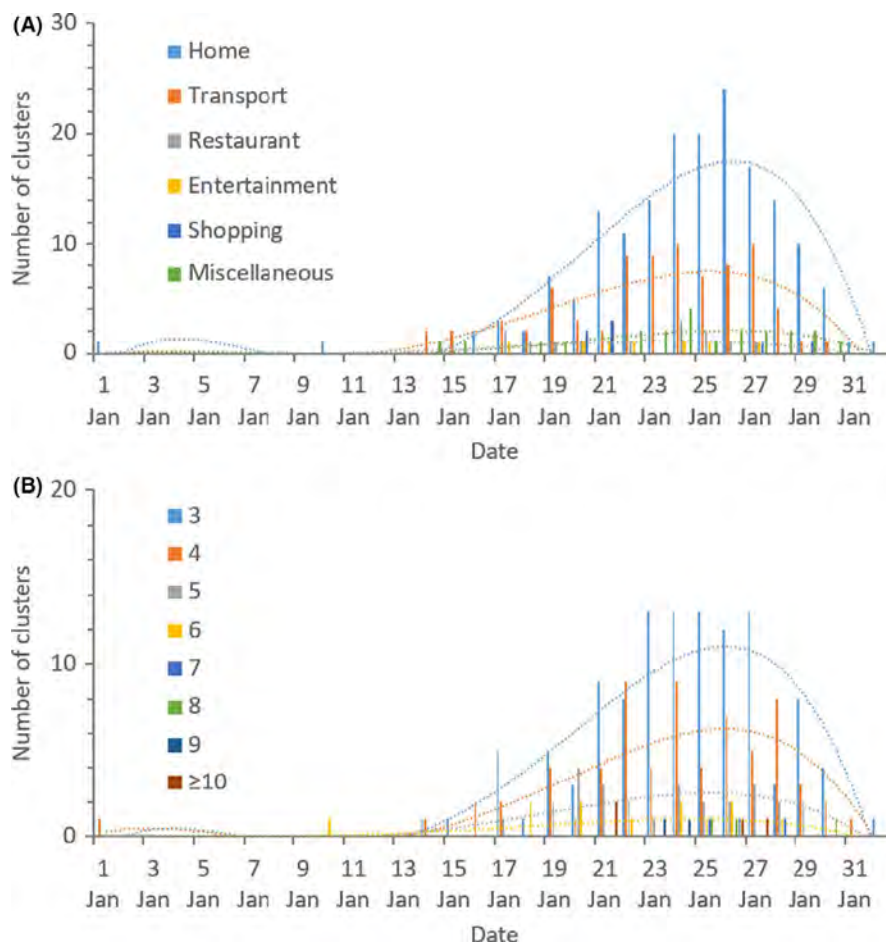 (A)
30
20
10
0
Number of clusters
Home
Transport
Restaurant
Entertainment
Shopping
Miscellaneous
1 3 5 7 9 11 13 15 17 19 21 23 25 27 29 31
Jan Jan Jan Jan Jan Jan Jan Jan Jan Jan Jan Jan Jan Jan Jan Jan
Date
(B)
20
10
0
Number of clusters
3
4
5
6
7
8
9
≥10
1 3 5 7 9 11 13 15 17 19 21 23 25 27 29 31
Jan Jan Jan Jan Jan Jan Jan Jan Jan Jan Jan Jan Jan Jan Jan Jan
Date